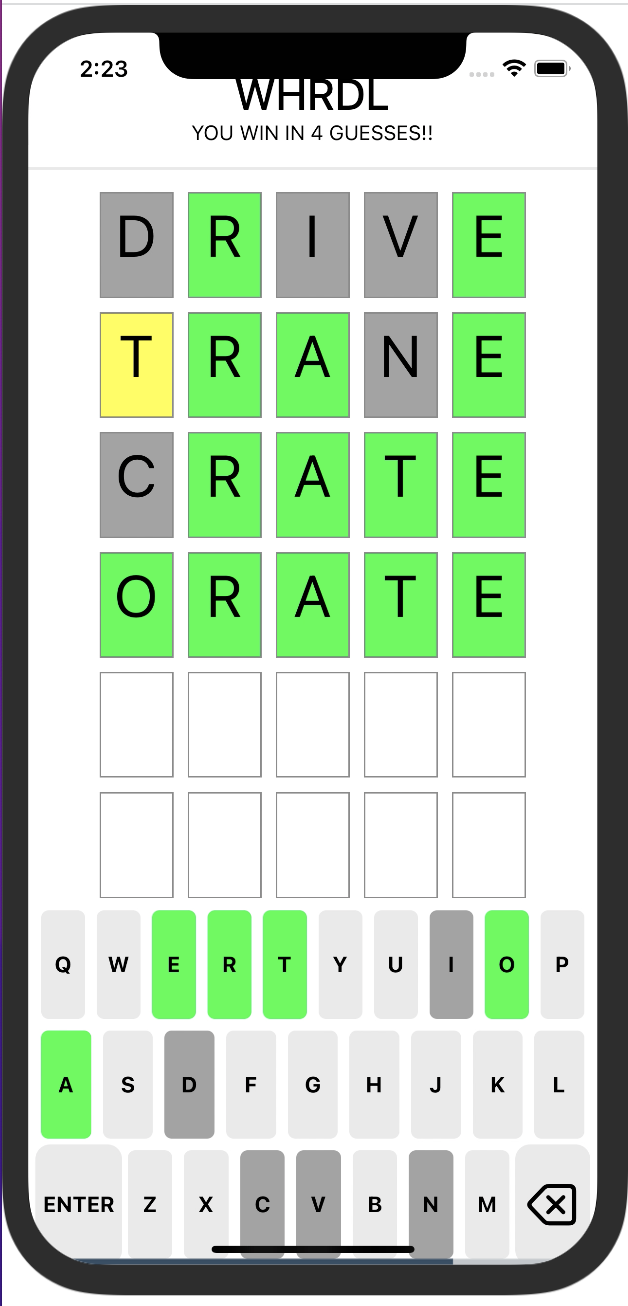 2:23
WHRDL
YOU WIN IN 4 GUESSES!!
D R I V E
T R A N E
C R A T E
O R A T E
Q W E R T Y U I O P
A S D F G H J K L
ENTER Z X C V B N M